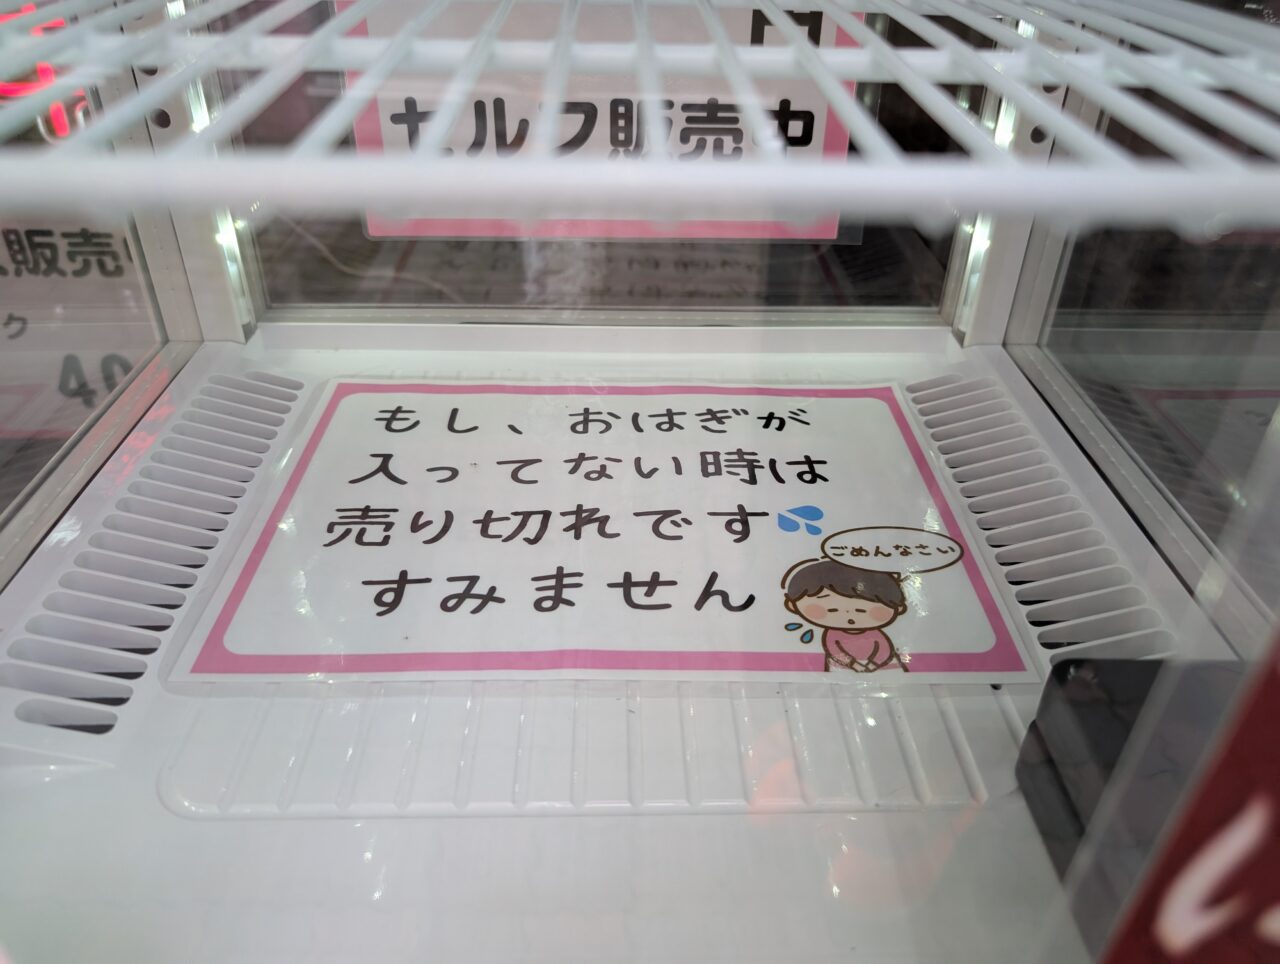 セルフ販売中
販売
ク
40
もし、おはぎが
入ってない時は
売り切れです
すみません
ごめんなさい